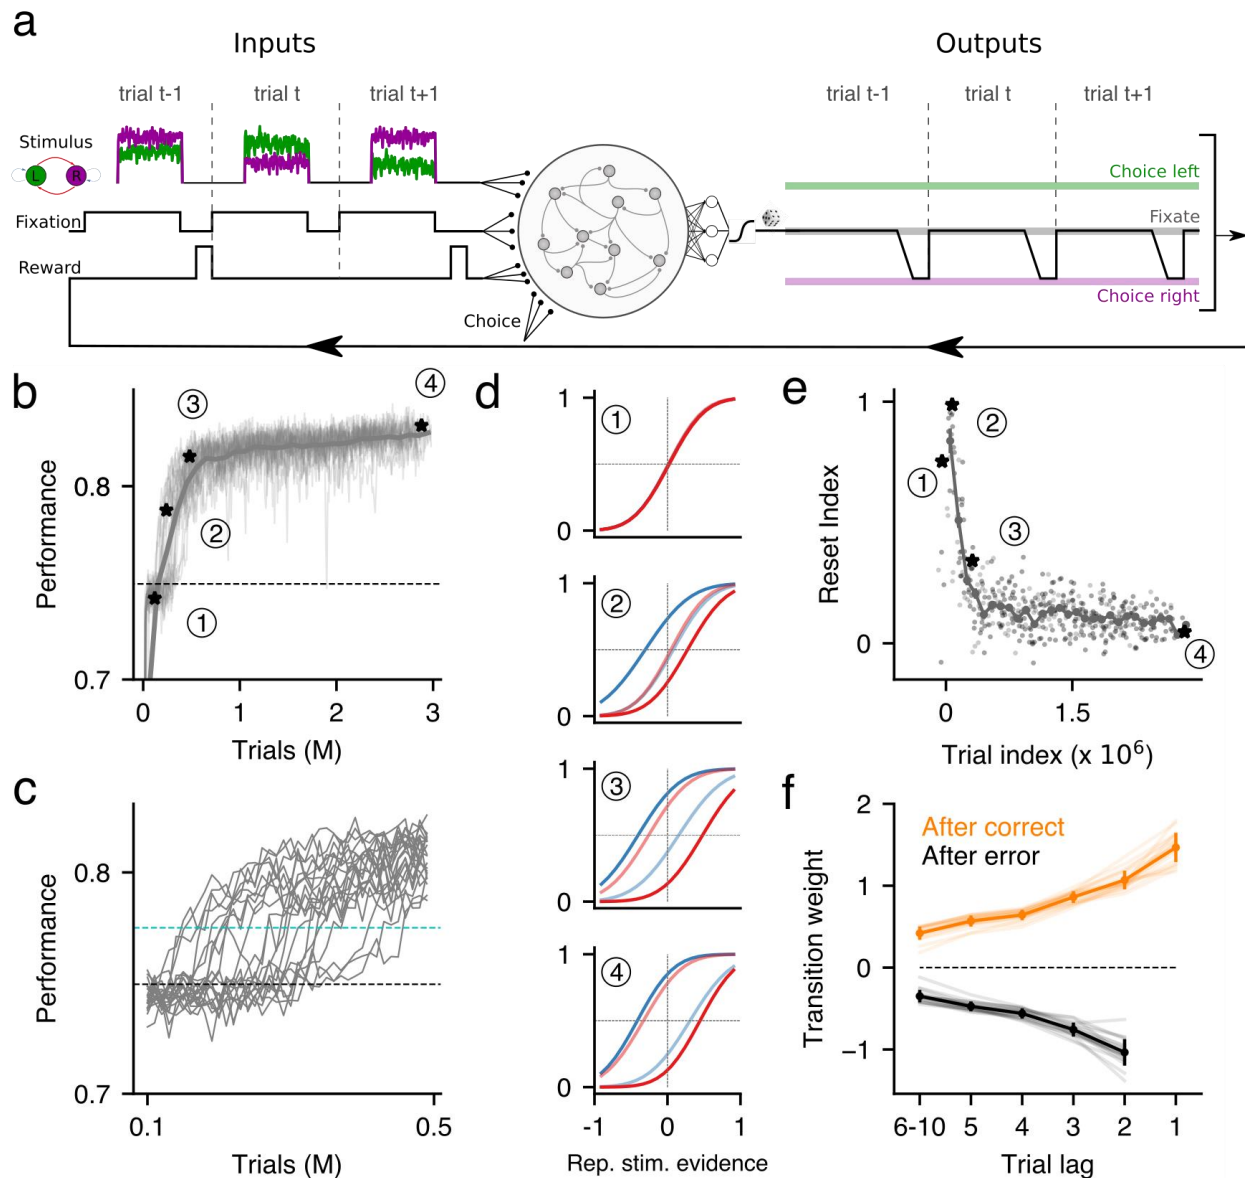 a
Inputs
Outputs
trial t-1
trial t
trial t+1
trial t-1
trial t
trial t+1
Stimulus
L
R
Fixation
Reward
Choice
Choice left
Fixate
Choice right
b
Performance
0.8
0.7
0
1
2
3
Trials (M)
1
2
3
4
c
Performance
0.8
0.7
0.1
0.5
Trials (M)
d
1
0
1
1
0
2
1
0
3
1
0
4
-1
0
1
Rep. stim. evidence
e
Reset Index
1
0
0
1.5
Trial index (x 10⁶)
1
2
3
4
f
Transition weight
2
1
0
−1
After correct
After error
6-10
5
4
3
2
1
Trial lag